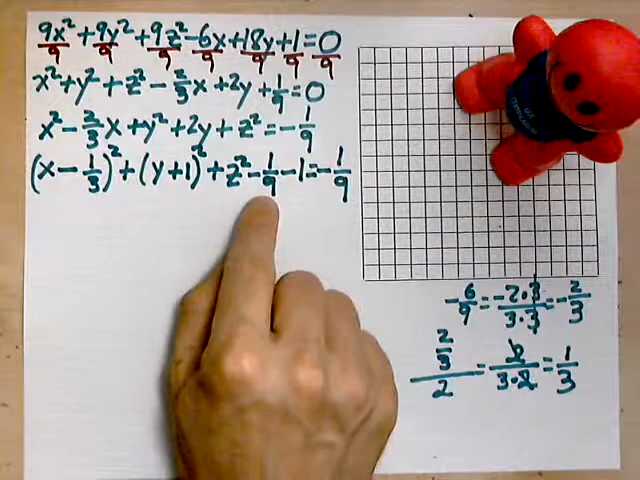 9x²/9 + 9y²/9 + 9z²/9 - 6x/9 + 18y/9 + 1/9 = 0/9
x² + y² + z² - 2/3x + 2y + 1/9 = 0
x² - 2/3x + y² + 2y + z² = -1/9
(x - 1/3)² + (y + 1)² + z² - 1/9 - 1 = -1/9
-6/9 = -2·3/3·3 = -2/3
2/3/2 = 2/3·2 = 1/3